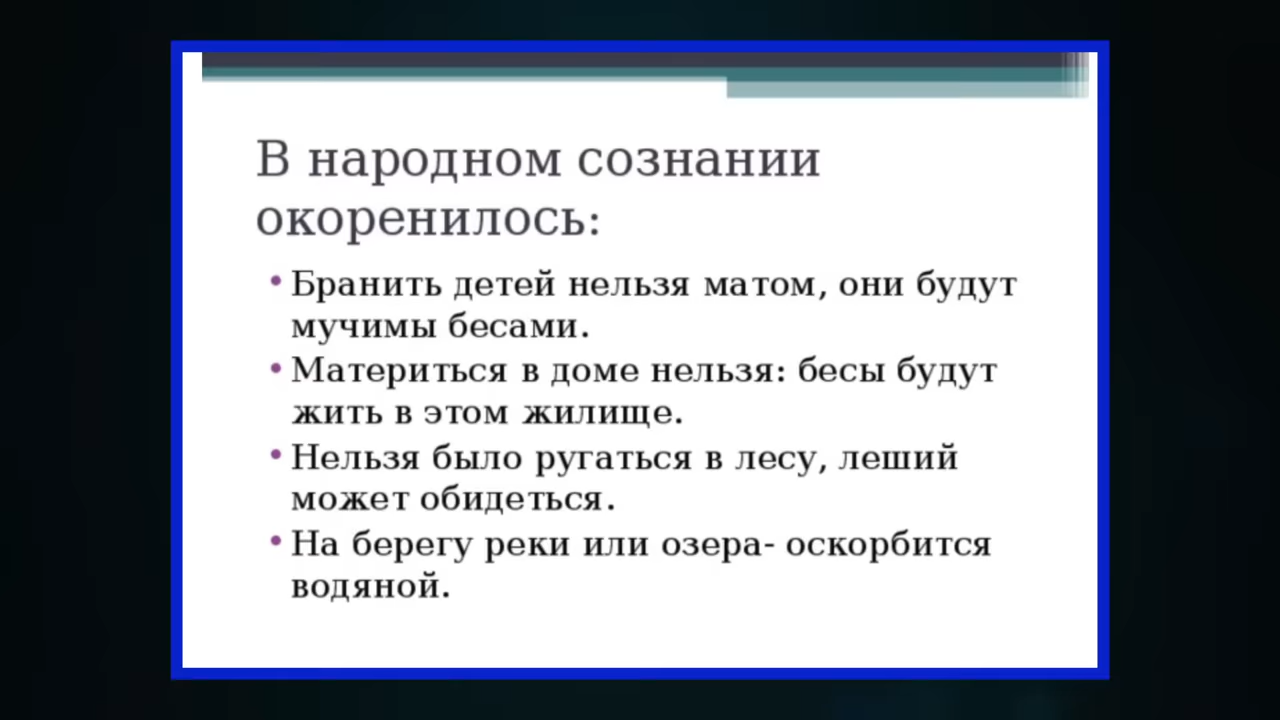 В народном сознании
окоренилось:
• Бранить детей нельзя матом, они будут
мучимы бесами.
• Материться в доме нельзя: бесы будут
жить в этом жилище.
• Нельзя было ругаться в лесу, леший
может обидеться.
• На берегу реки или озера- оскорбится
водяной.